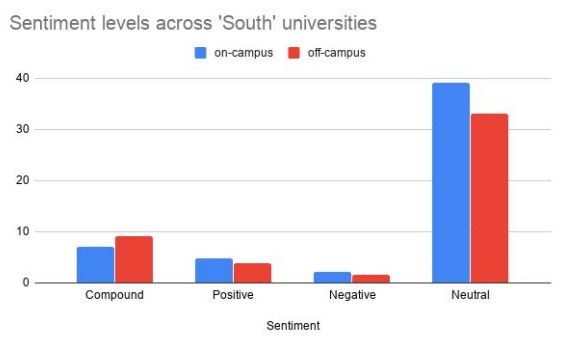 Sentiment levels across 'South' universities
on-campus off-campus
40
30
20
10
0
Compound Positive Negative Neutral
Sentiment